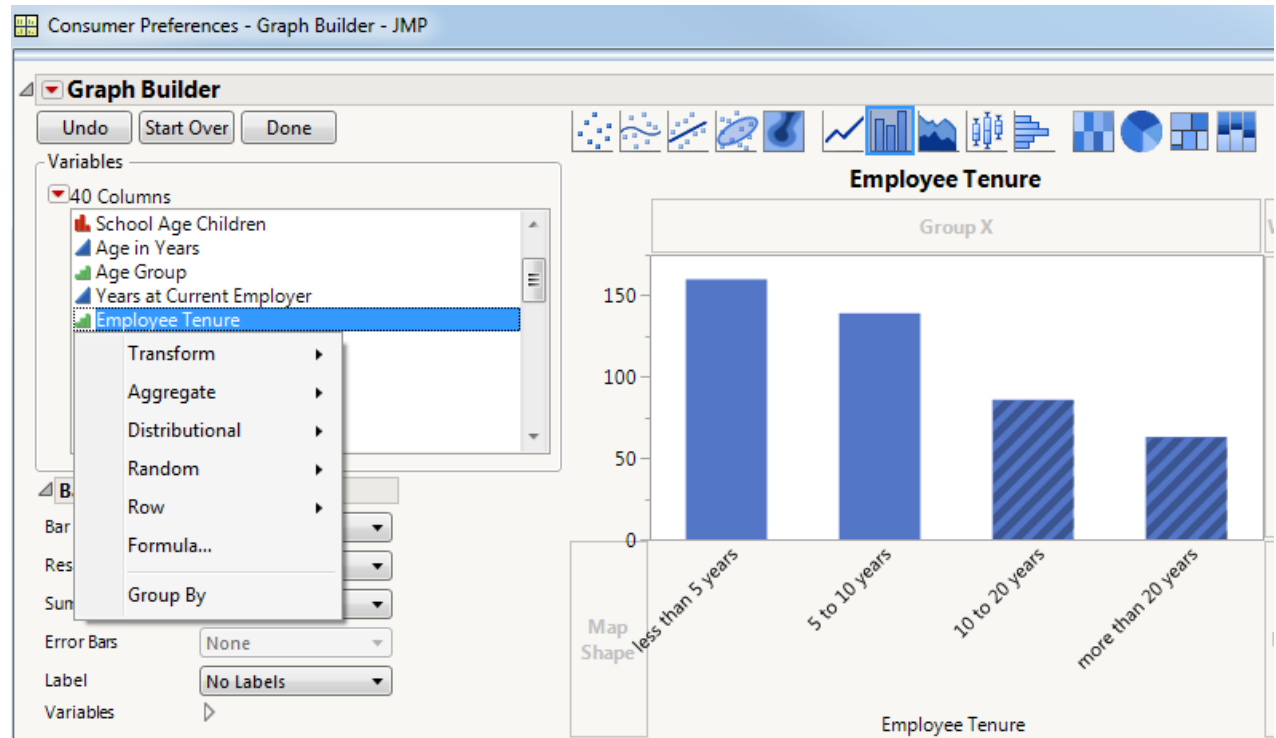 Consumer Preferences - Graph Builder - JMP
Graph Builder
Undo Start Over Done
Variables
40 Columns
School Age Children
Age in Years
Age Group
Years at Current Employer
Employee Tenure
Transform
Aggregate
Distributional
Random
Row
Formula...
Group By
B
Bar
Res
Sum
Error Bars None
Label No Labels
Variables
Employee Tenure
Group X
150
100
50
0
less than 5 years
5 to 10 years
10 to 20 years
more than 20 years
Map
Shape
Employee Tenure